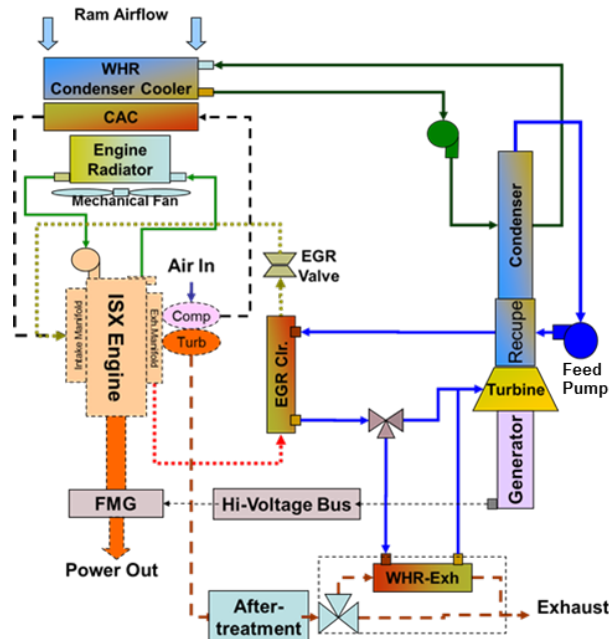 Ram Airflow
WHR
Condenser Cooler
CAC
Engine
Radiator
Mechanical Fan
EGR
Valve
Air In
Condenser
Intake Manifold
ISX Engine
Exh.Manifold
Comp
Turb
EGR Clr.
Recupe
Feed
Pump
Turbine
Generator
FMG
Hi-Voltage Bus
Power Out
WHR-Exh
After-
treatment
Exhaust